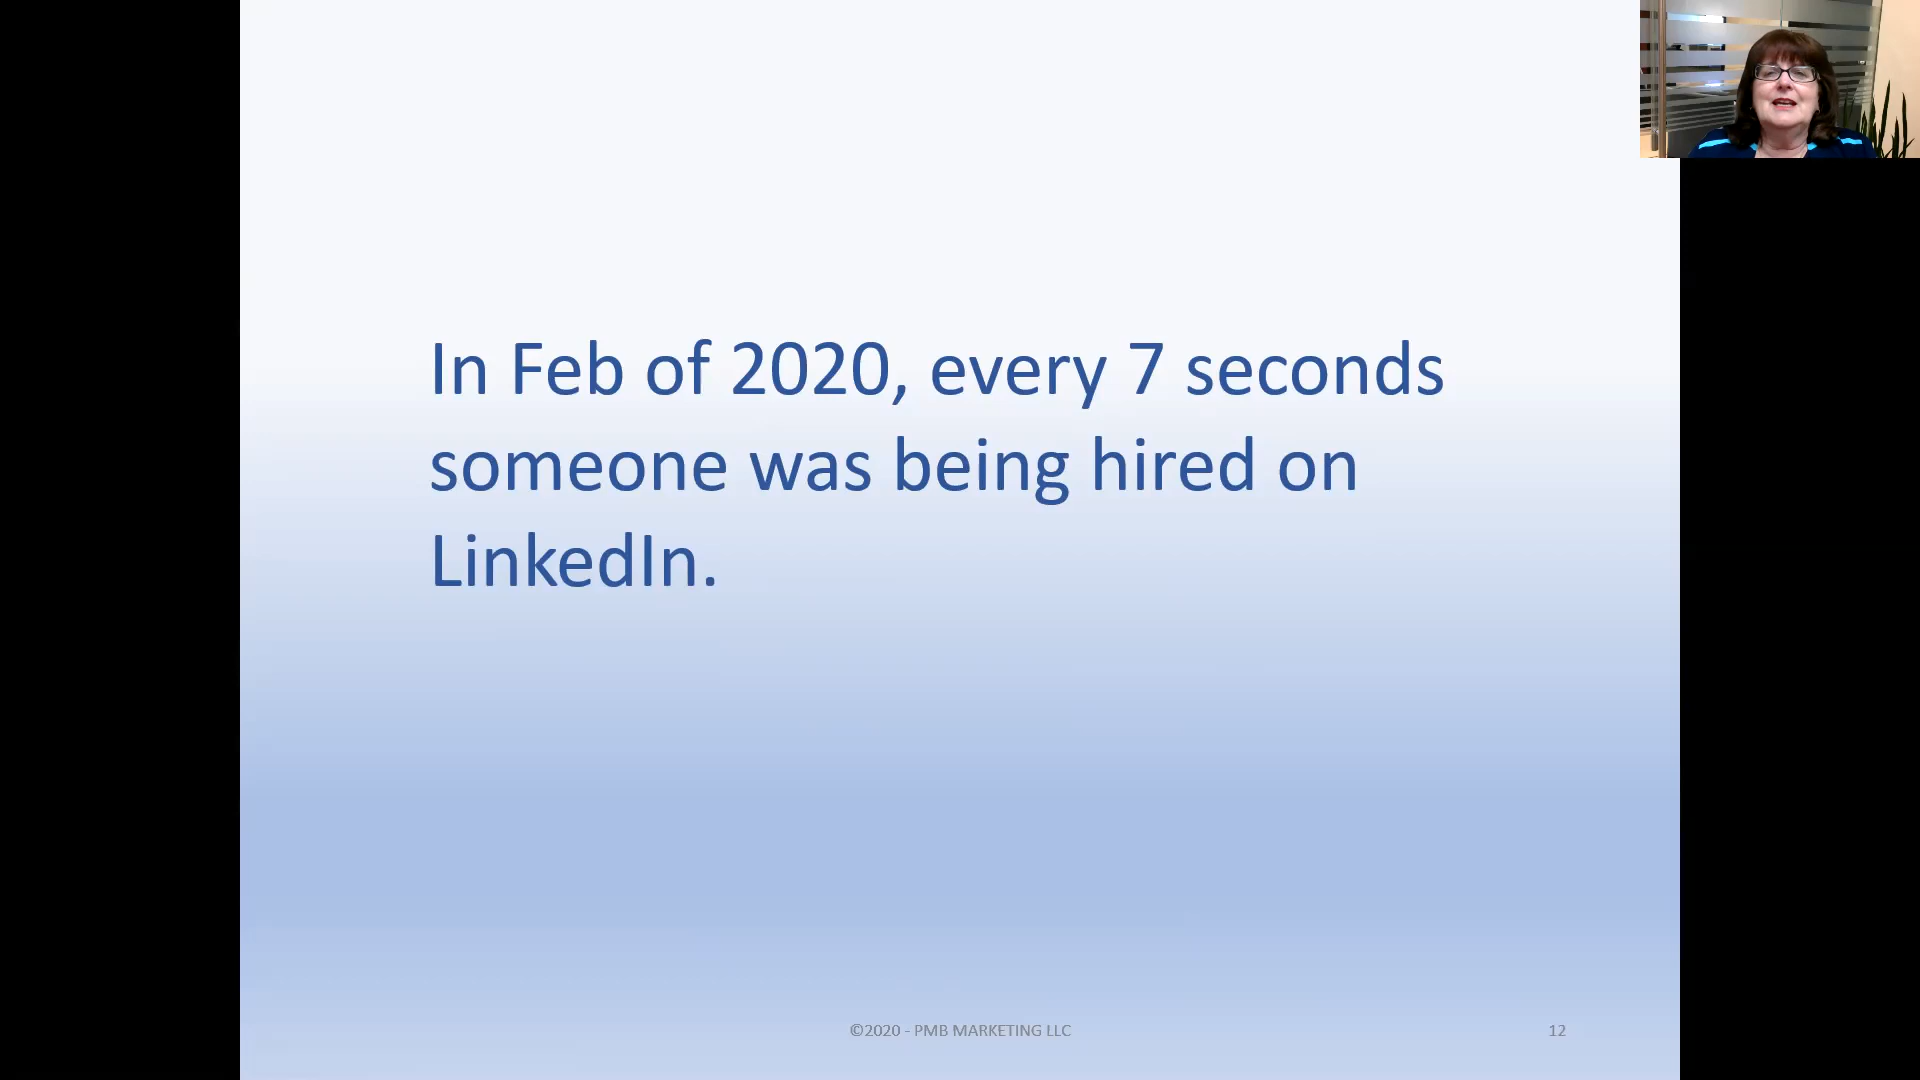 In Feb of 2020, every 7 seconds
someone was being hired on
LinkedIn.
©2020 - PMB MARKETING LLC
12